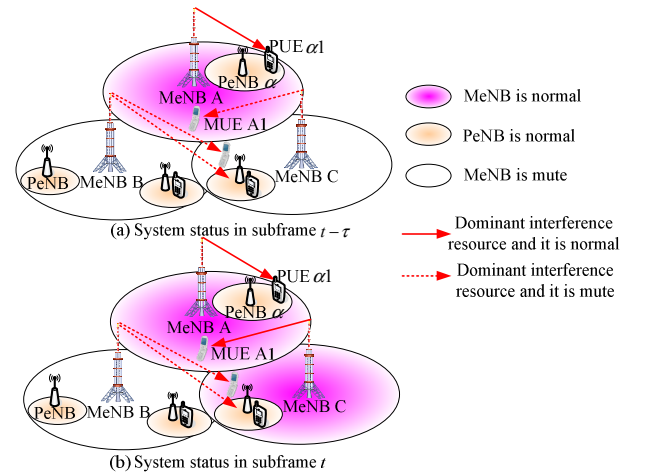 PUE α1
PeNB α
MeNB A
MUE A1
PeNB
MeNB B
MeNB C
(a) System status in subframe t − τ
MeNB is normal
PeNB is normal
MeNB is mute
Dominant interference
resource and it is normal
Dominant interference
resource and it is mute
PUE α1
PeNB α
MeNB A
MUE A1
PeNB
MeNB B
MeNB C
(b) System status in subframe t